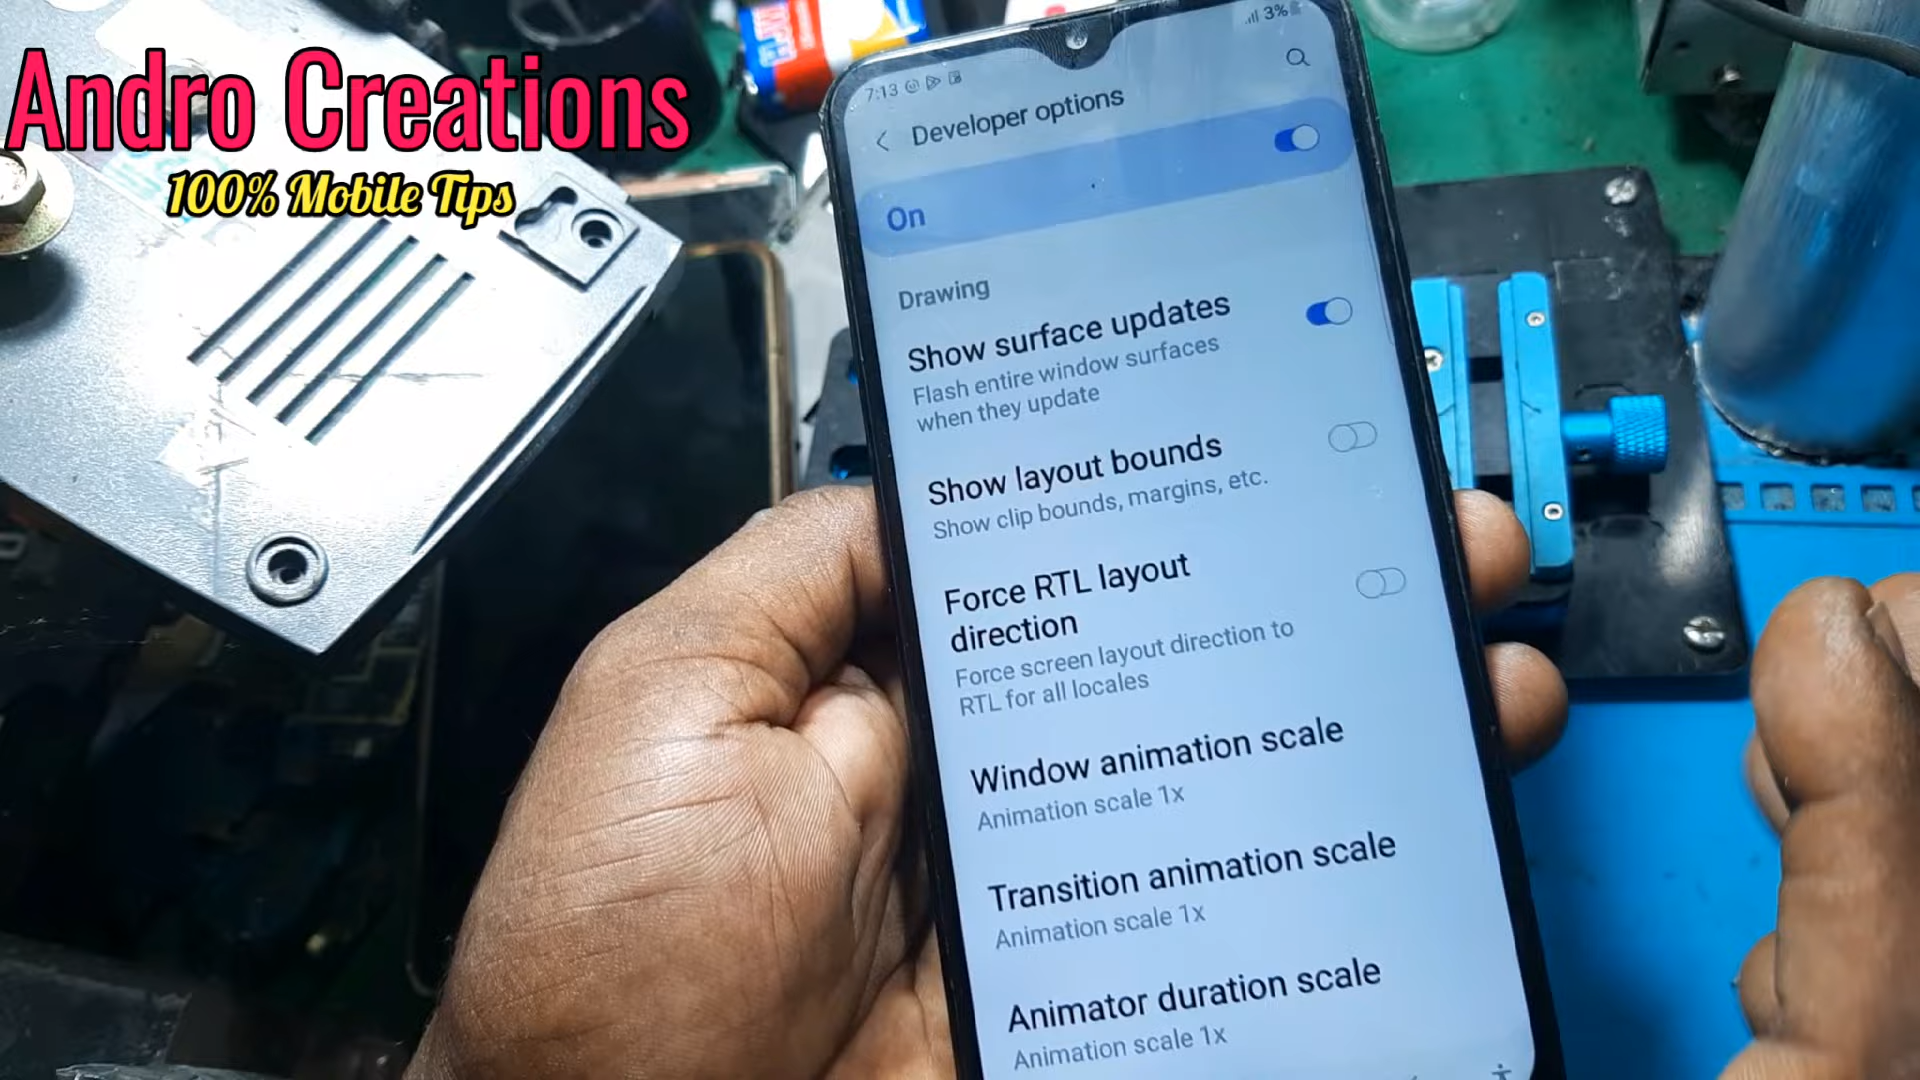 Andro Creations
100% Mobile Tips
7:13
3%
Developer options
On
Drawing
Show surface updates
Flash entire window surfaces
when they update
Show layout bounds
Show clip bounds, margins, etc.
Force RTL layout
direction
Force screen layout direction to
RTL for all locales
Window animation scale
Animation scale 1x
Transition animation scale
Animation scale 1x
Animator duration scale
Animation scale 1x